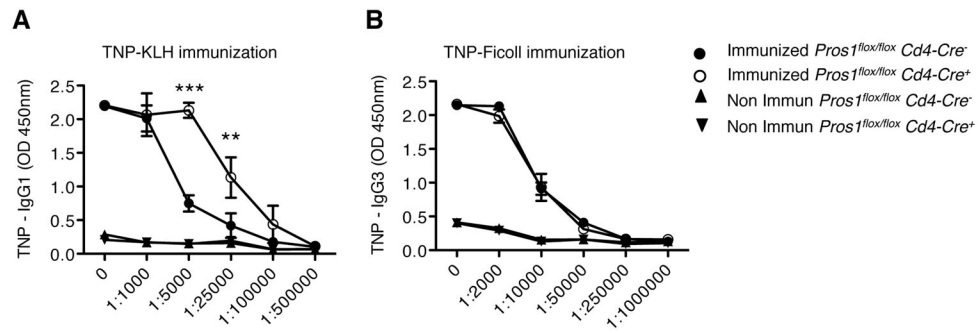 A
TNP-KLH immunization
TNP - IgG1 (OD 450nm)
2.5
2.0
1.5
1.0
0.5
0.0
***
**
0
1:1000
1:5000
1:25000
1:100000
1:500000
B
TNP-Ficoll immunization
TNP - IgG3 (OD 450nm)
2.5
2.0
1.5
1.0
0.5
0.0
0
1:2000
1:10000
1:50000
1:250000
1:1000000
Immunized Pros1flox/flox Cd4-Cre-
Immunized Pros1flox/flox Cd4-Cre+
Non Immun Pros1flox/flox Cd4-Cre-
Non Immun Pros1flox/flox Cd4-Cre+